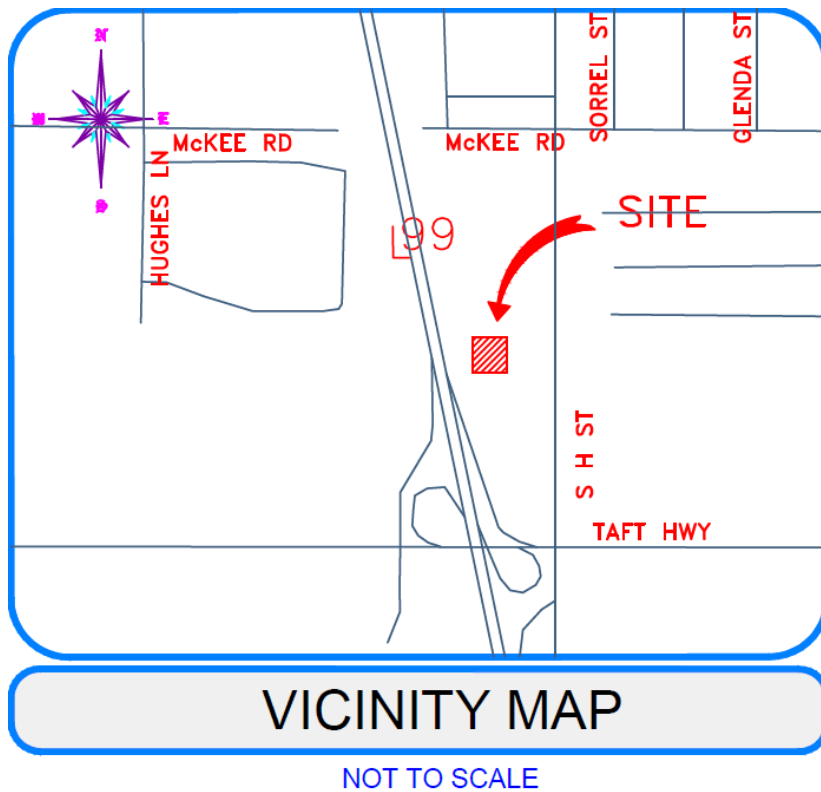 N
E
S
McKEE RD
McKEE RD
SORREL ST
GLENDA ST
HUGHES LN
99
SITE
S H ST
TAFT HWY
VICINITY MAP
NOT TO SCALE